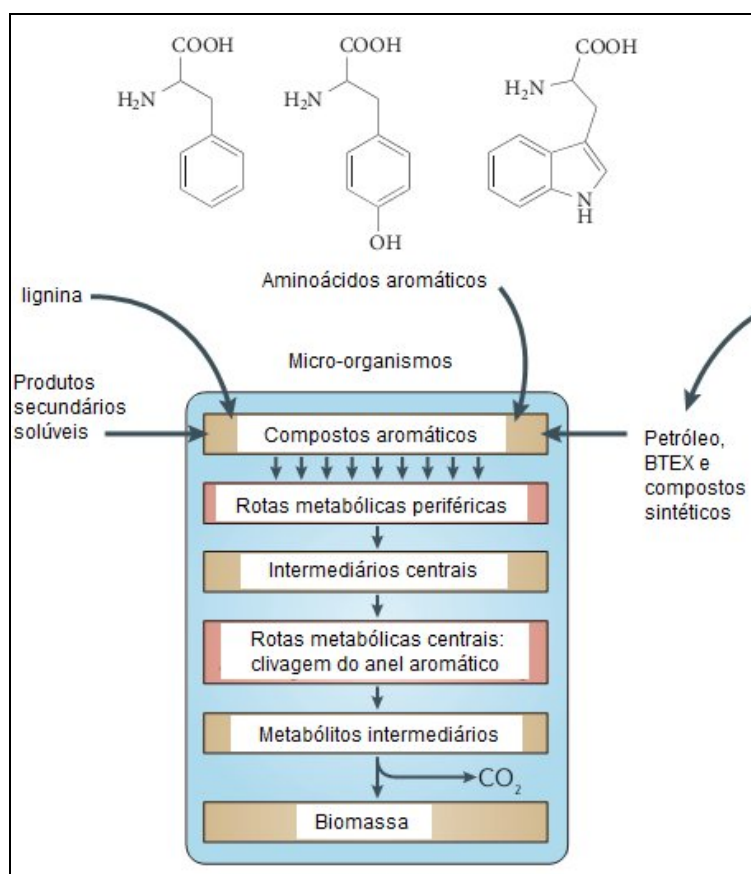 COOH
COOH
COOH
H₂N
H₂N
H₂N
N
H
OH
Aminoácidos aromáticos
lignina
Micro-organismos
Produtos
secundários
solúveis
Compostos aromáticos
Petróleo,
BTEX e
compostos
sintéticos
Rotas metabólicas periféricas
Intermediários centrais
Rotas metabólicas centrais:
clivagem do anel aromático
Metabólitos intermediários
CO₂
Biomassa